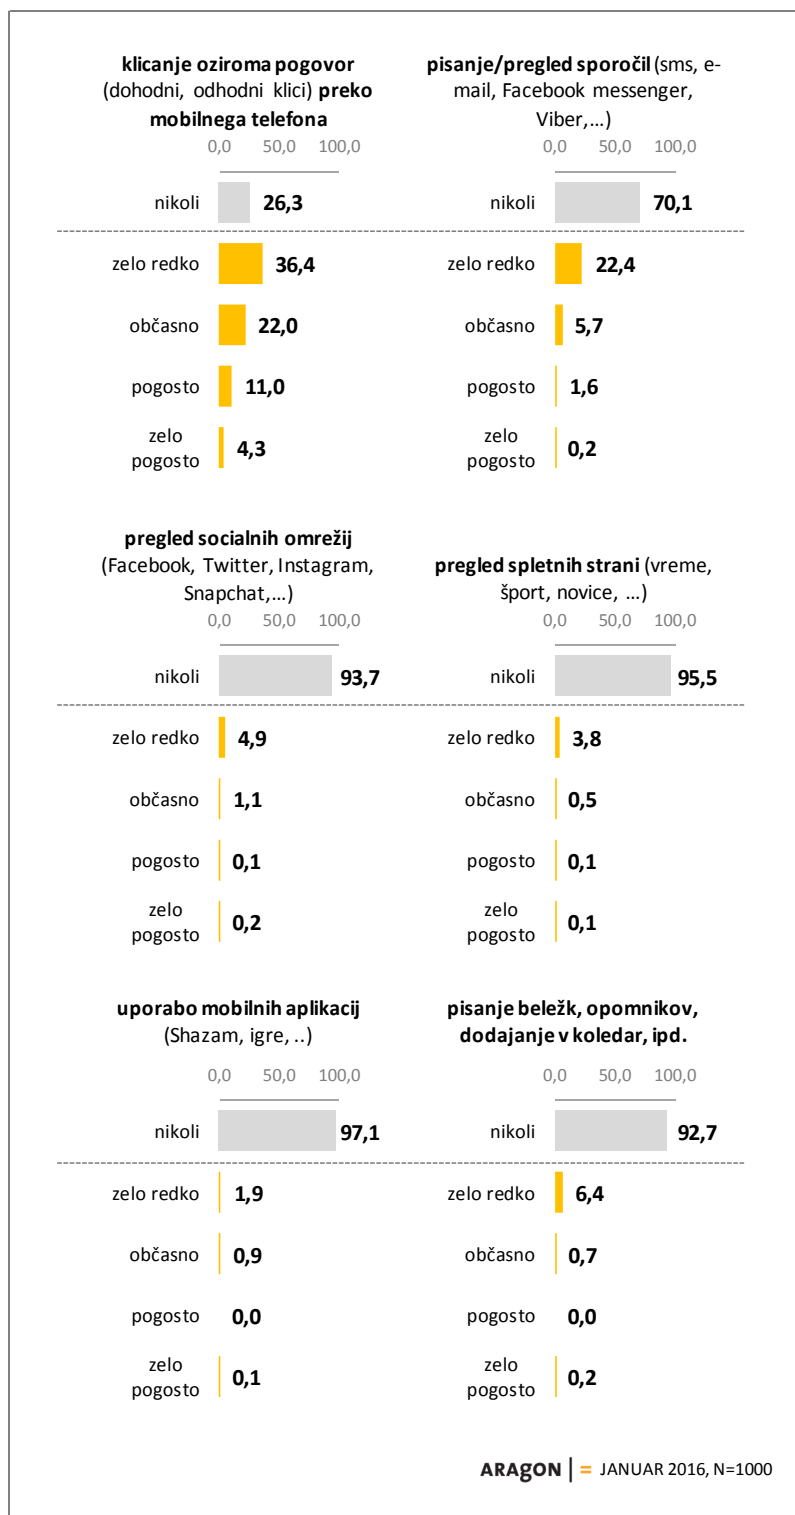 klicanje oziroma pogovor
(dohodni, odhodni klici) preko
mobilnega telefona
0,0 50,0 100,0
nikoli 26,3
zelo redko 36,4
občasno 22,0
pogosto 11,0
zelo
pogosto 4,3
pisanje/pregled sporočil (sms, e-
mail, Facebook messenger,
Viber,...)
0,0 50,0 100,0
nikoli 70,1
zelo redko 22,4
občasno 5,7
pogosto 1,6
zelo
pogosto 0,2
pregled socialnih omrežij
(Facebook, Twitter, Instagram,
Snapchat,...)
0,0 50,0 100,0
nikoli 93,7
zelo redko 4,9
občasno 1,1
pogosto 0,1
zelo
pogosto 0,2
pregled spletnih strani (vreme,
šport, novice, ...)
0,0 50,0 100,0
nikoli 95,5
zelo redko 3,8
občasno 0,5
pogosto 0,1
zelo
pogosto 0,1
uporabo mobilnih aplikacij
(Shazam, igre, ..)
0,0 50,0 100,0
nikoli 97,1
zelo redko 1,9
občasno 0,9
pogosto 0,0
zelo
pogosto 0,1
pisanje beležk, opomnikov,
dodajanje v koledar, ipd.
0,0 50,0 100,0
nikoli 92,7
zelo redko 6,4
občasno 0,7
pogosto 0,0
zelo
pogosto 0,2
ARAgON | = JANUAR 2016, N=1000